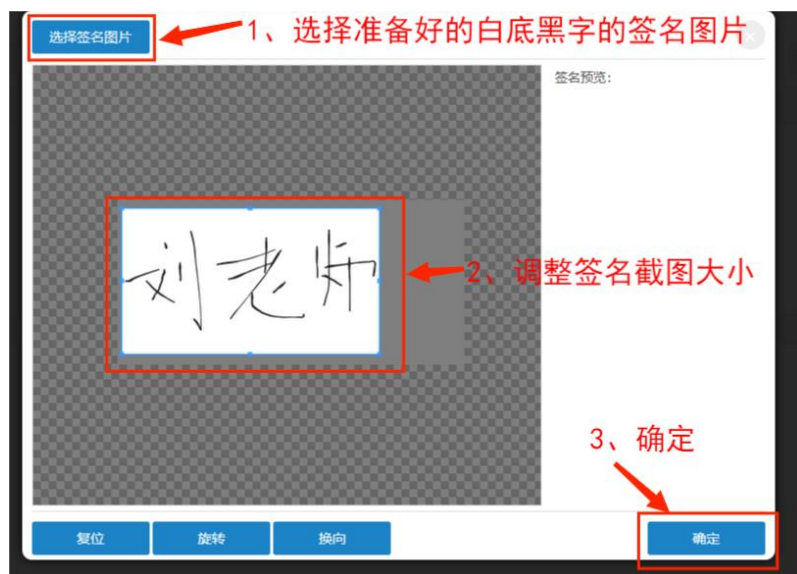 选择签名图片
1、选择准备好的白底黑字的签名图片
签名预览：
刘老师
2、调整签名截图大小
3、确定
复位
旋转
换向
确定